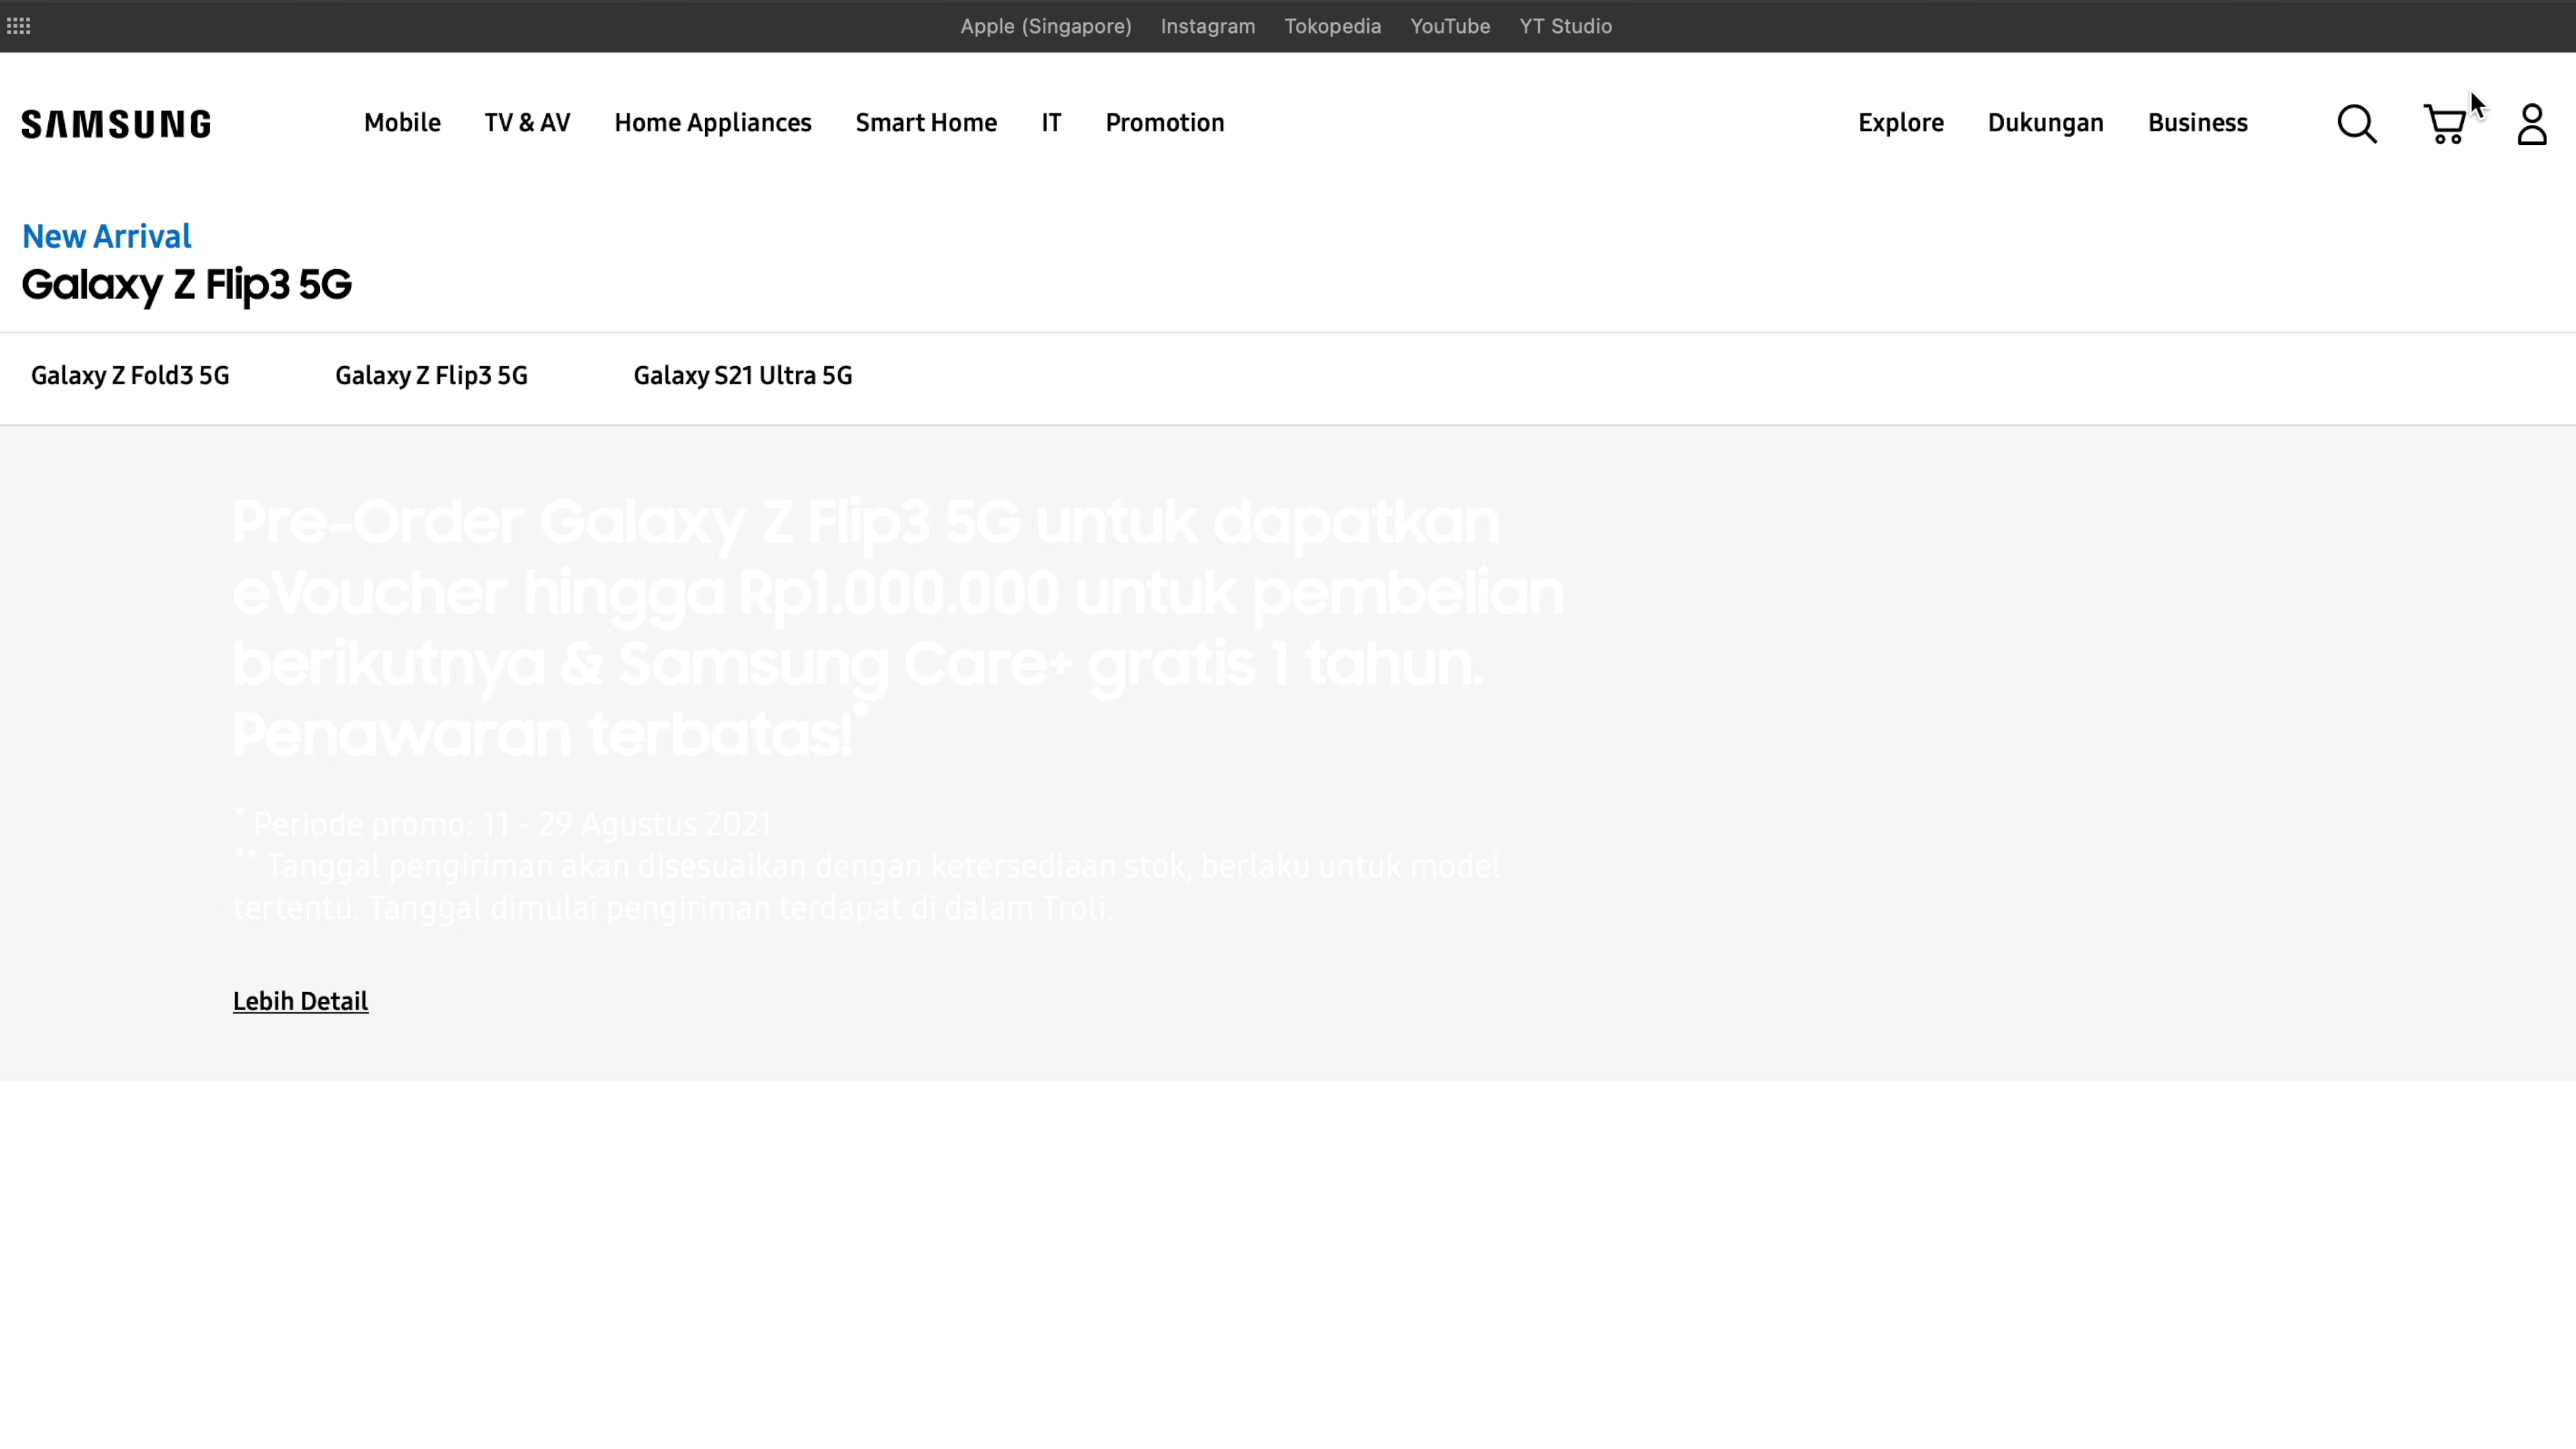 Apple (Singapore) Instagram Tokopedia YouTube YT Studio
SAMSUNG Mobile TV & AV Home Appliances Smart Home IT Promotion Explore Dukungan Business
New Arrival
Galaxy Z Flip3 5G
Galaxy Z Fold3 5G Galaxy Z Flip3 5G Galaxy S21 Ultra 5G
Pre-Order Galaxy Z Flip3 5G untuk dapatkan
eVoucher hingga Rp1.000.000 untuk pembelian
berikutnya & Samsung Care+ gratis 1 tahun.
Penawaran terbatas!*
* Periode promo: 11 - 29 Agustus 2021
** Tanggal pengiriman akan disesuaikan dengan ketersediaan stok, berlaku untuk model
tertentu. Tanggal dimulai pengiriman terdapat di dalam Troli.
Lebih Detail